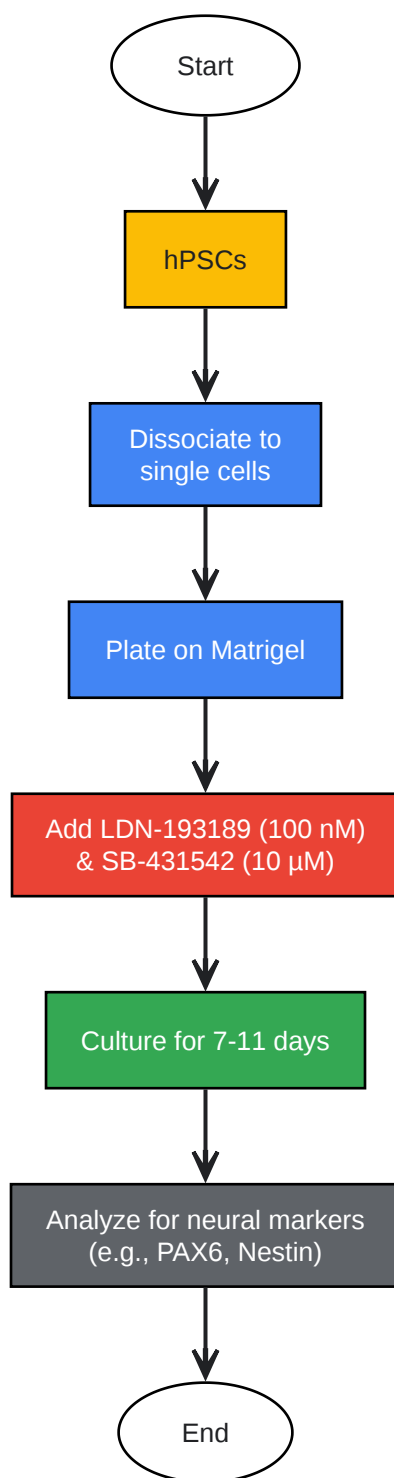 Start
hPSCs
Dissociate to
single cells
Plate on Matrigel
Add LDN-193189 (100 nM)
& SB-431542 (10 µM)
Culture for 7-11 days
Analyze for neural markers
(e.g., PAX6, Nestin)
End